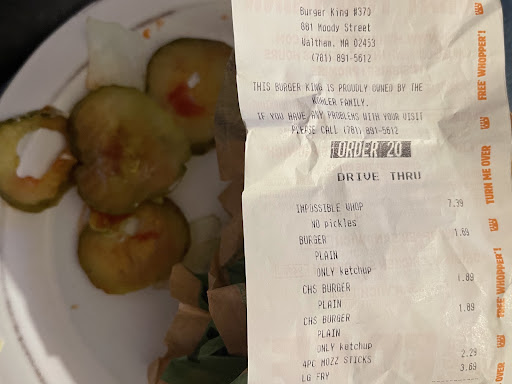 Burger King #370
881 Moody Street
Waltham, MA 02453
(781) 891-5612
THIS BURGER KING IS PROUDLY OWNED BY THE
KOHLER FAMILY.
IF YOU HAVE ANY PROBLEMS WITH YOUR VISIT
PLEASE CALL (781) 891-5612
ORDER 20
DRIVE THRU
IMPOSSIBLE WHOP 7.39
NO pickles
BURGER 1.69
PLAIN
ONLY ketchup
CHS BURGER 1.89
PLAIN
CHS BURGER 1.89
PLAIN
ONLY ketchup
4PC MOZZ STICKS 2.29
LG FRY 3.69
FREE WHOPPER'!
TURN ME OVER
FREE WHOPPER'!
OVER